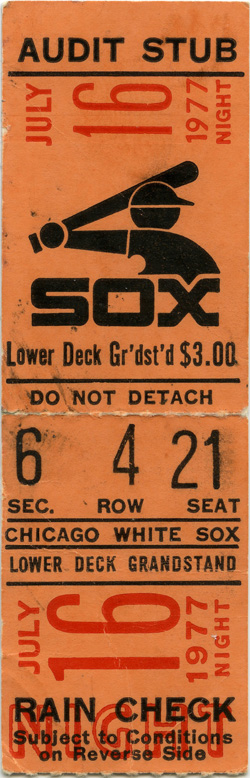 AUDIT STUB
JULY 16 1977 NIGHT
SOX
Lower Deck Gr'dst'd $3.00
DO NOT DETACH
6 4 21
SEC. ROW SEAT
CHICAGO WHITE SOX
LOWER DECK GRANDSTAND
JULY 16 1977 NIGHT
NIGHT
RAIN CHECK
Subject to Conditions
on Reverse Side